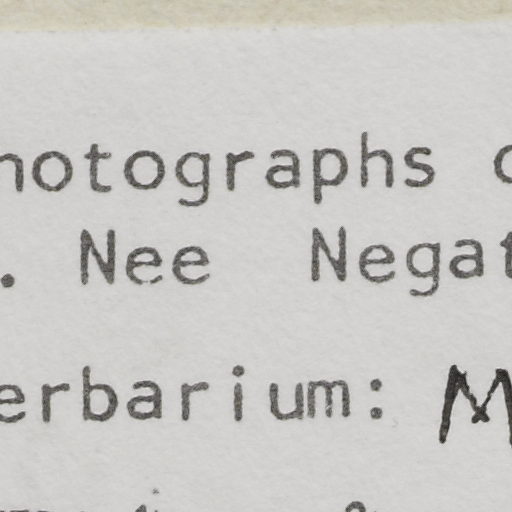 hotographs o
. Nee Negat
erbarium: M